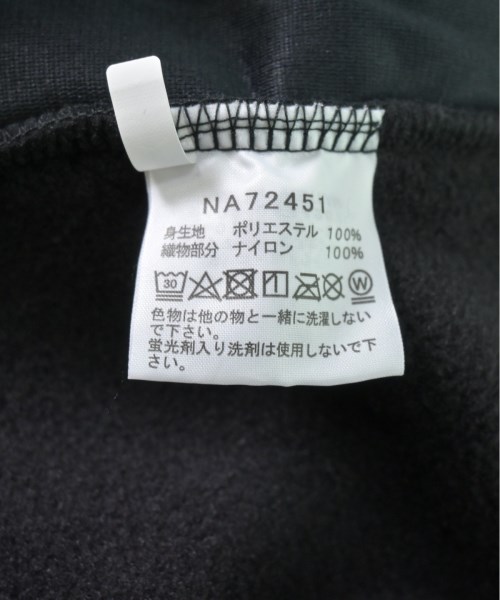 NA72451
身生地 ポリエステル 100%
織物部分 ナイロン 100%
30 W
色物は他の物と一緒に洗濯しない
で下さい。
蛍光剤入り洗剤は使用しないで下
さい。